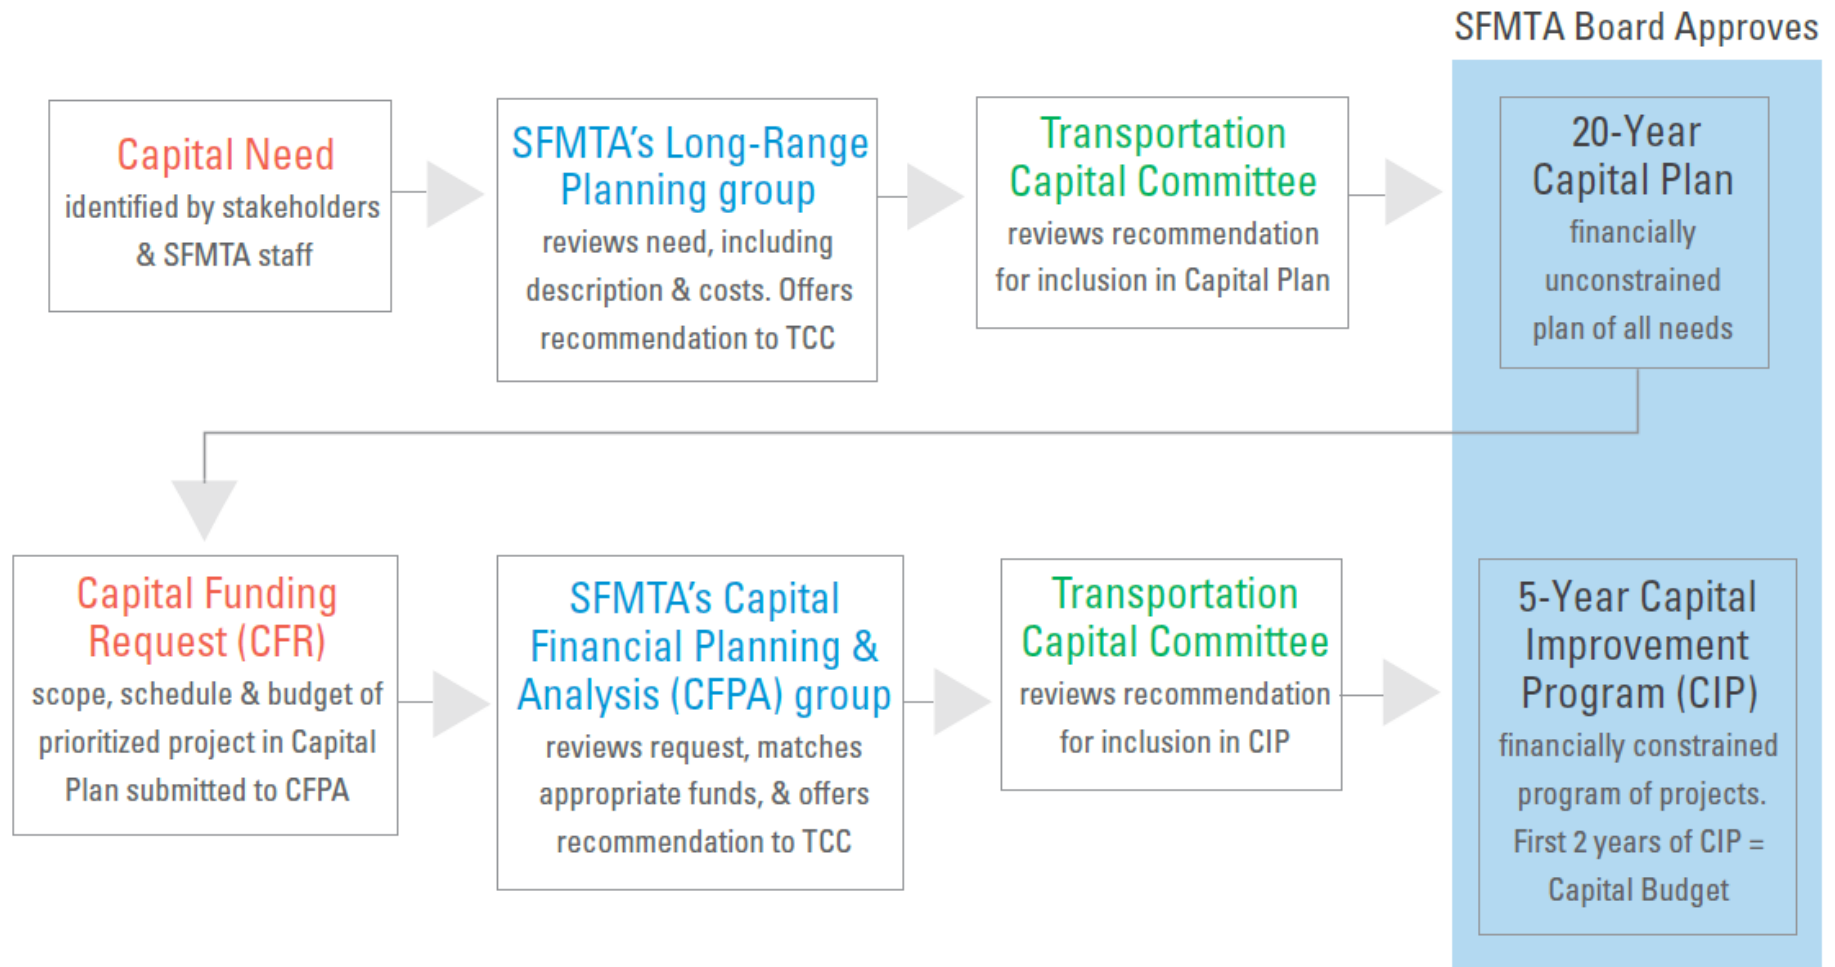 SFMTA Board Approves
Capital Need
identified by stakeholders
& SFMTA staff
SFMTA's Long-Range
Planning group
reviews need, including
description & costs. Offers
recommendation to TCC
Transportation
Capital Committee
reviews recommendation
for inclusion in Capital Plan
20-Year
Capital Plan
financially
unconstrained
plan of all needs
Capital Funding
Request (CFR)
scope, schedule & budget of
prioritized project in Capital
Plan submitted to CFPA
SFMTA's Capital
Financial Planning &
Analysis (CFPA) group
reviews request, matches
appropriate funds, & offers
recommendation to TCC
Transportation
Capital Committee
reviews recommendation
for inclusion in CIP
5-Year Capital
Improvement
Program (CIP)
financially constrained
program of projects.
First 2 years of CIP =
Capital Budget